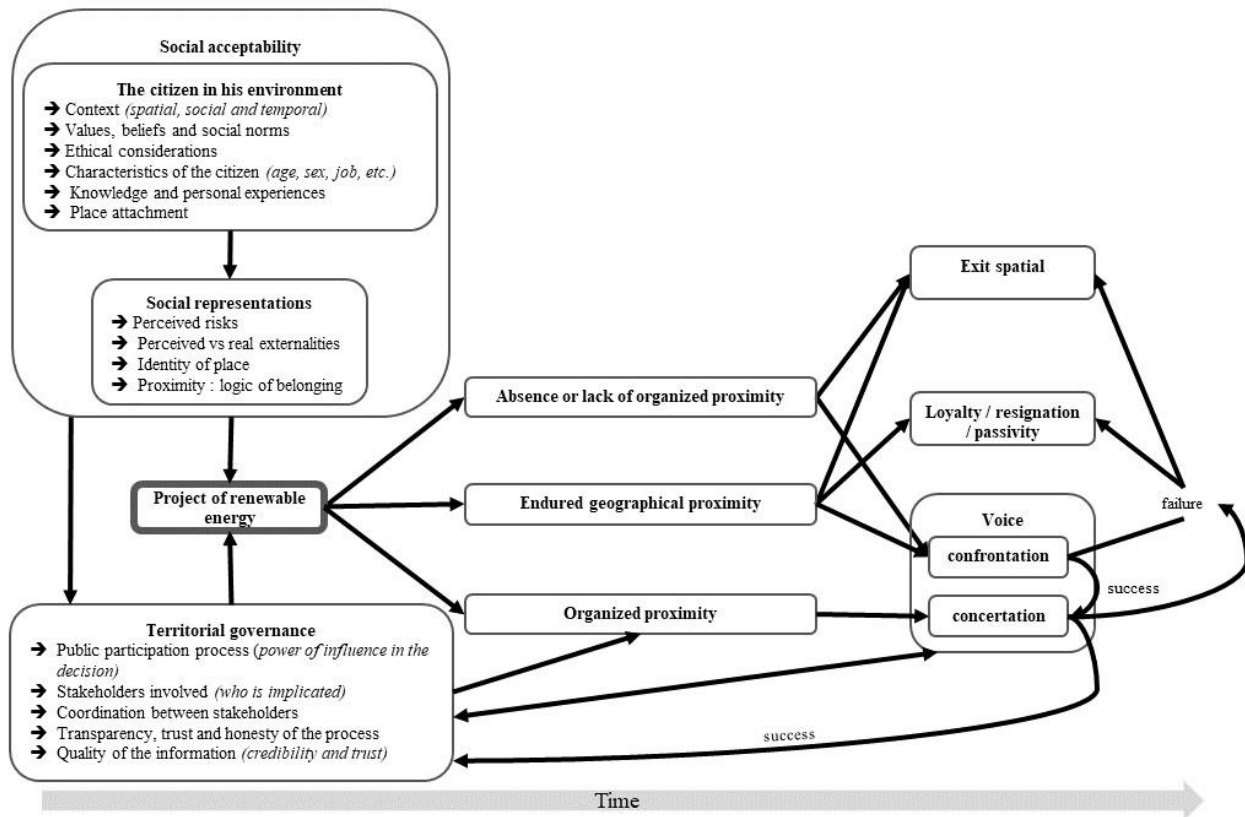 Social acceptability
The citizen in his environment
➔ Context (spatial, social and temporal)
➔ Values, beliefs and social norms
➔ Ethical considerations
➔ Characteristics of the citizen (age, sex, job, etc.)
➔ Knowledge and personal experiences
➔ Place attachment
Social representations
➔ Perceived risks
➔ Perceived vs real externalities
➔ Identity of place
➔ Proximity : logic of belonging
Project of renewable
energy
Territorial governance
➔ Public participation process (power of influence in the
decision)
➔ Stakeholders involved (who is implicated)
➔ Coordination between stakeholders
➔ Transparency, trust and honesty of the process
➔ Quality of the information (credibility and trust)
Absence or lack of organized proximity
Endured geographical proximity
Organized proximity
Exit spatial
Loyalty / resignation
/ passivity
Voice
confrontation
concertation
failure
success
success
Time